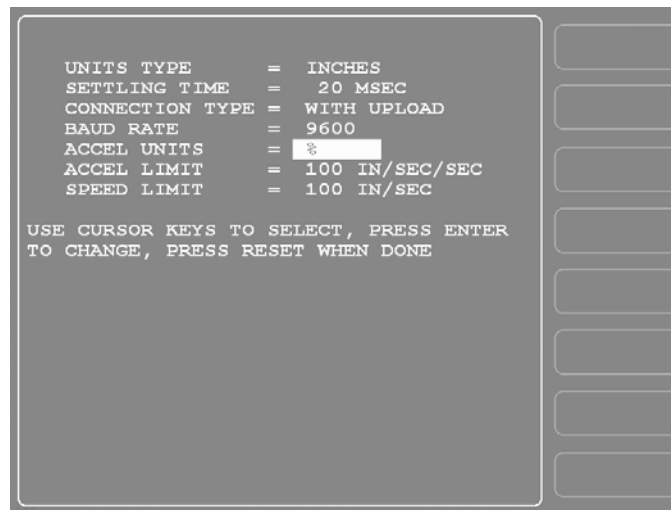 UNITS TYPE = INCHES
SETTLING TIME = 20 MSEC
CONNECTION TYPE = WITH UPLOAD
BAUD RATE = 9600
ACCEL UNITS = %
ACCEL LIMIT = 100 IN/SEC/SEC
SPEED LIMIT = 100 IN/SEC
USE CURSOR KEYS TO SELECT, PRESS ENTER
TO CHANGE, PRESS RESET WHEN DONE